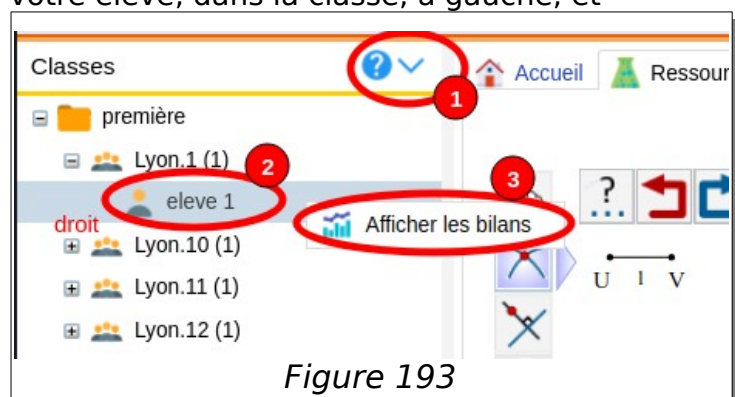 votre élève, dans la classe, à gauche, et
Classes ? 1 Accueil Ressour
première
Lyon.1 (1) 2 3
eleve 1 ?...
droit Afficher les bilans
Lyon.10 (1)
Lyon.11 (1) U l V
Lyon.12 (1)
Figure 193